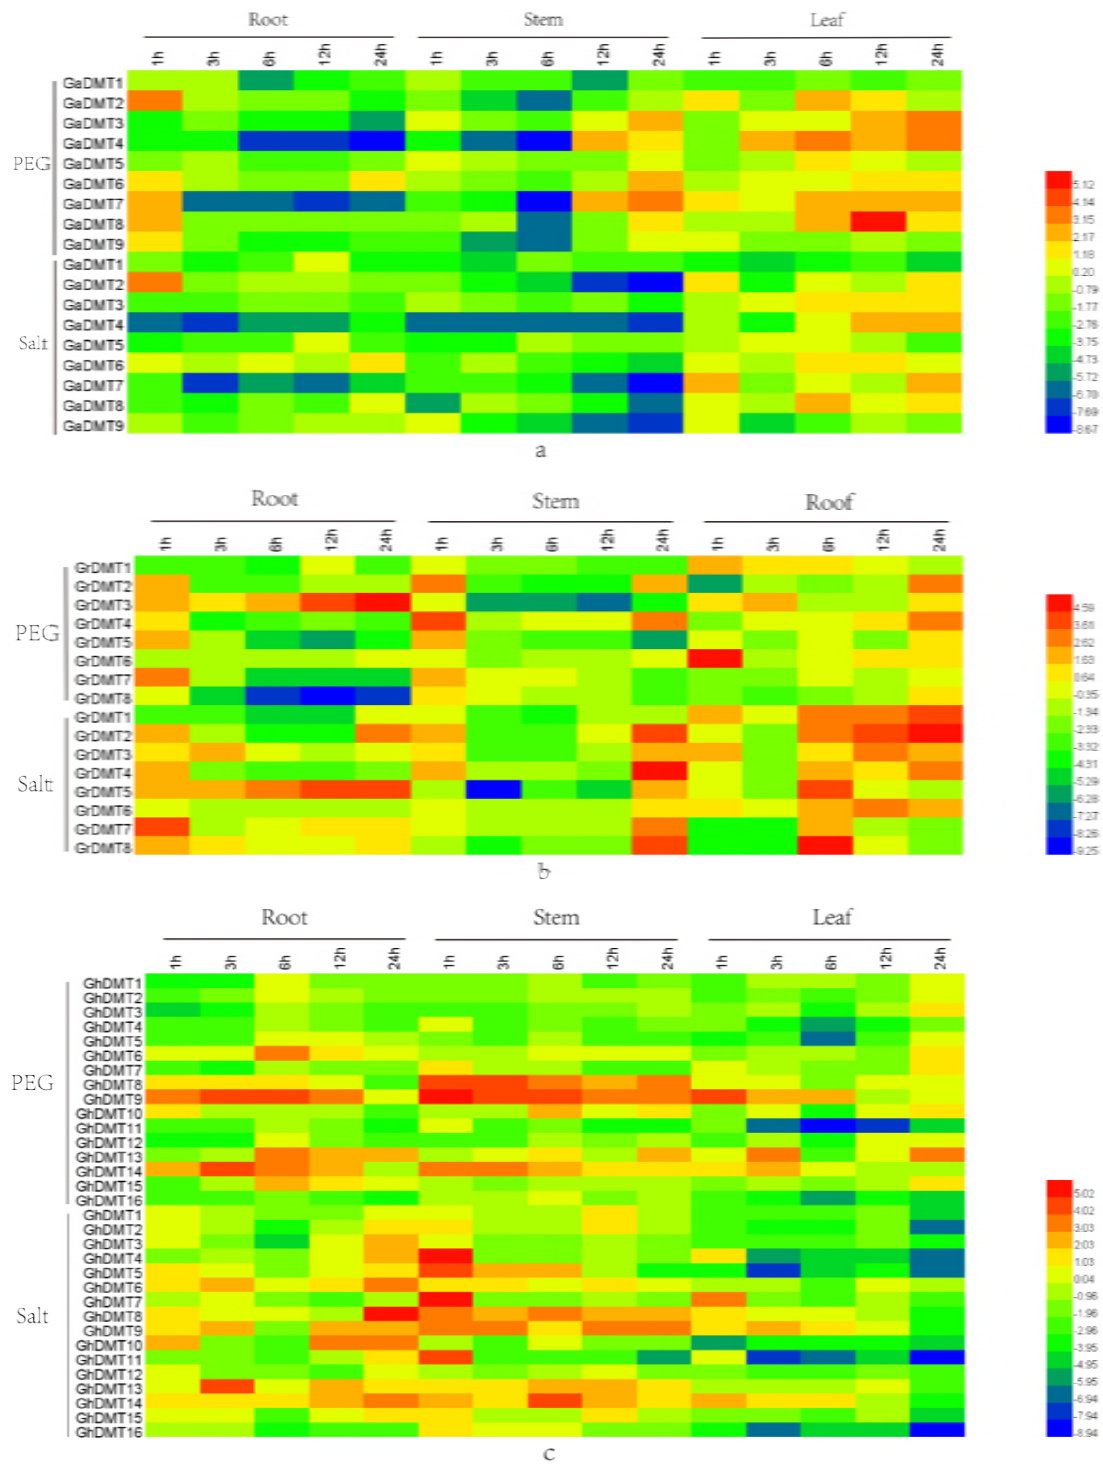 Root Stem Leaf
1h 3h 6h 12h 24h 1h 3h 6h 12h 24h 1h 3h 6h 12h 24h
PEG
GaDMT1
GaDMT2
GaDMT3
GaDMT4
GaDMT5
GaDMT6
GaDMT7
GaDMT8
GaDMT9
Salt
GaDMT1
GaDMT2
GaDMT3
GaDMT4
GaDMT5
GaDMT6
GaDMT7
GaDMT8
GaDMT9
5.12
4.14
3.15
2.17
1.18
0.20
-0.79
-1.77
-2.76
-3.75
-4.73
-5.72
-6.70
-7.69
-8.67
a
Root Stem Roof
1h 3h 6h 12h 24h 1h 3h 6h 12h 24h 1h 3h 6h 12h 24h
PEG
GrDMT1
GrDMT2
GrDMT3
GrDMT4
GrDMT5
GrDMT6
GrDMT7
GrDMT8
Salt
GrDMT1
GrDMT2
GrDMT3
GrDMT4
GrDMT5
GrDMT6
GrDMT7
GrDMT8
4.59
3.61
2.62
1.63
0.64
-0.35
-1.34
-2.33
-3.32
-4.31
-5.29
-6.28
-7.27
-8.26
-9.25
b
Root Stem Leaf
1h 3h 6h 12h 24h 1h 3h 6h 12h 24h 1h 3h 6h 12h 24h
PEG
GhDMT1
GhDMT2
GhDMT3
GhDMT4
GhDMT5
GhDMT6
GhDMT7
GhDMT8
GhDMT9
GhDMT10
GhDMT11
GhDMT12
GhDMT13
GhDMT14
GhDMT15
GhDMT16
Salt
GhDMT1
GhDMT2
GhDMT3
GhDMT4
GhDMT5
GhDMT6
GhDMT7
GhDMT8
GhDMT9
GhDMT10
GhDMT11
GhDMT12
GhDMT13
GhDMT14
GhDMT15
GhDMT16
5.02
4.02
3.03
2.03
1.03
0.04
-0.96
-1.96
-2.96
-3.95
-4.95
-5.95
-6.94
-7.94
-8.94
c